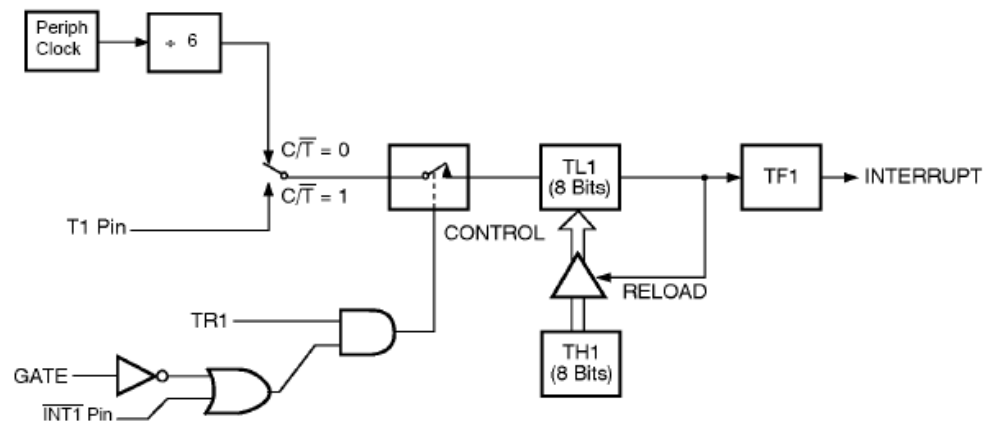 Periph
Clock
÷ 6
C/T̅ = 0
C/T̅ = 1
T1 Pin
TL1
(8 Bits)
TF1
INTERRUPT
CONTROL
RELOAD
TR1
TH1
(8 Bits)
GATE
I̅N̅T̅1̅ Pin